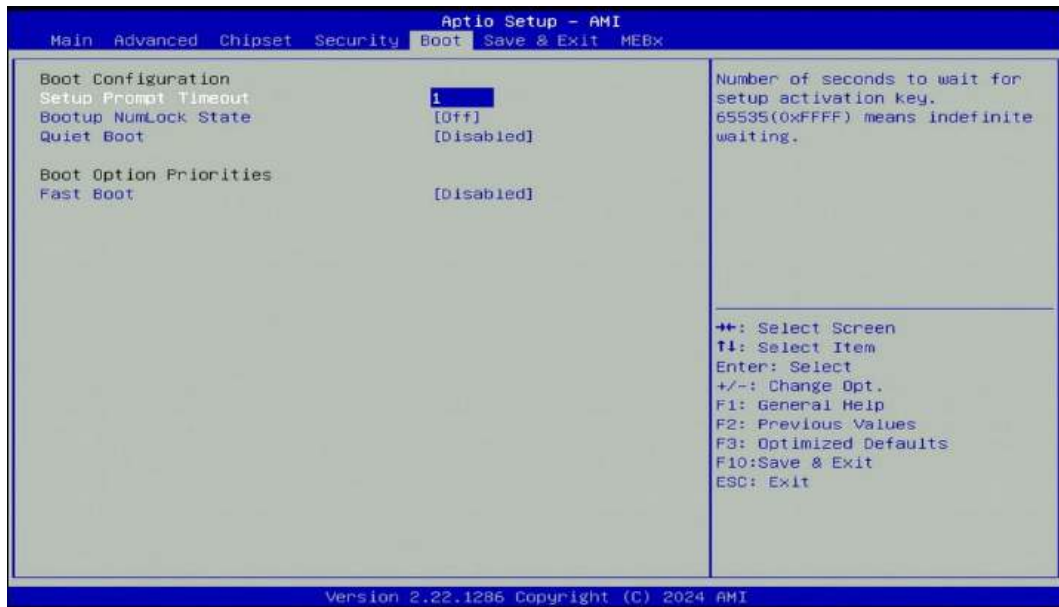 Aptio Setup – AMI
Main Advanced Chipset Security Boot Save & Exit MEBx
Boot Configuration
Setup Prompt Timeout 1
Bootup NumLock State [Off]
Quiet Boot [Disabled]
Boot Option Priorities
Fast Boot [Disabled]
Number of seconds to wait for
setup activation key.
65535(0xFFFF) means indefinite
waiting.
→←: Select Screen
↑↓: Select Item
Enter: Select
+/-: Change Opt.
F1: General Help
F2: Previous Values
F3: Optimized Defaults
F10:Save & Exit
ESC: Exit
Version 2.22.1286 Copyright (C) 2024 AMI